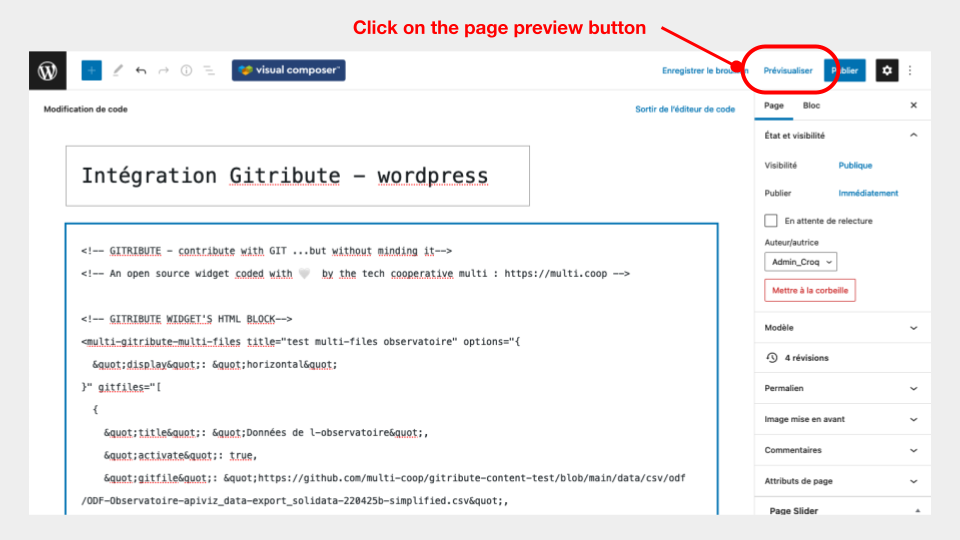 Click on the page preview button
visual composer
Enregistrer le brouillon
Prévisualiser
Publier
Modification de code
Sortir de l'éditeur de code
Page
Bloc
Intégration Gitribute – wordpress
<!-- GITRIBUTE - contribute with GIT ...but without minding it-->
<!-- An open source widget coded with 🤍 by the tech cooperative multi : https://multi.coop -->
<!-- GITRIBUTE WIDGET'S HTML BLOCK-->
<multi-gitribute-multi-files title="test multi-files observatoire" options="{
&quot;display&quot;: &quot;horizontal&quot;
}" gitfiles="[
{
&quot;title&quot;: &quot;Données de l-observatoire&quot;,
&quot;activate&quot;: true,
&quot;gitfile&quot;: &quot;https://github.com/multi-coop/gitribute-content-test/blob/main/data/csv/odf
/ODF-Observatoire-apiviz_data-export_solidata-220425b-simplified.csv&quot;,
État et visibilité
Visibilité
Publique
Publier
Immédiatement
En attente de relecture
Auteur/autrice
Admin_Croq
Mettre à la corbeille
Modèle
4 révisions
Permalien
Image mise en avant
Commentaires
Attributs de page
Page Slider